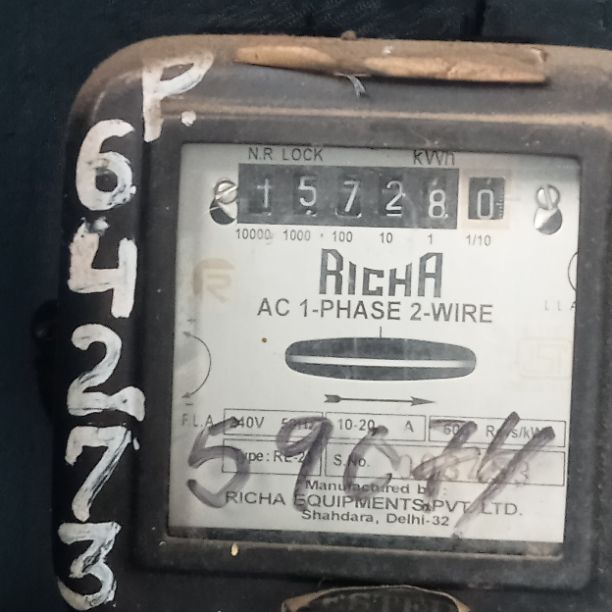 P.
64273
N.R LOCK kWh
1 5 7 2 8 0
10000 1000 100 10 1 1/10
RICHA
AC 1-PHASE 2-WIRE
F.L.A. 240V 50Hz 10-20 A 600 Revs/kWh
Type: RE-2 S.No.
Manufactured by:
RICHA EQUIPMENTS PVT. LTD.
Shahdara, Delhi-32